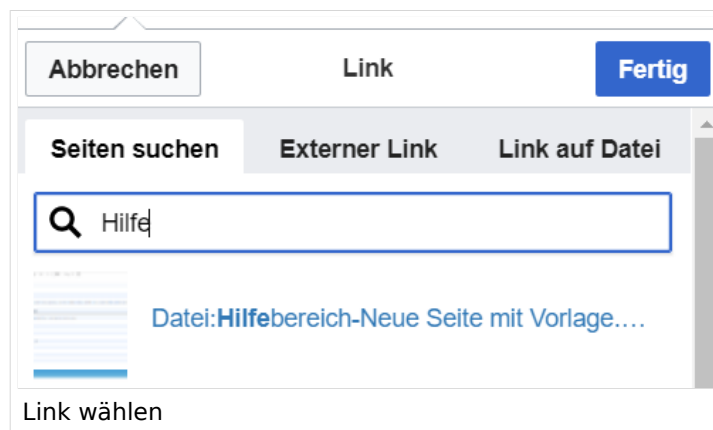 Abbrechen Link Fertig
Seiten suchen Externer Link Link auf Datei
Hilfe
Datei:Hilfebereich-Neue Seite mit Vorlage....
Link wählen